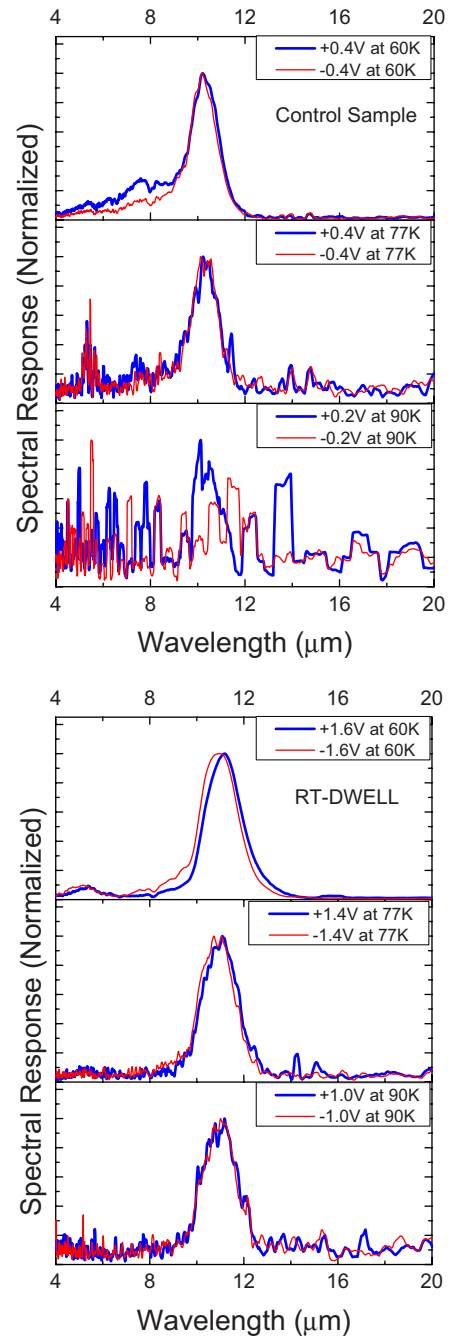 4 8 12 16 20
+0.4V at 60K
-0.4V at 60K
Control Sample
+0.4V at 77K
-0.4V at 77K
+0.2V at 90K
-0.2V at 90K
Spectral Response (Normalized)
4 8 12 16 20
Wavelength (μm)
4 8 12 16 20
+1.6V at 60K
-1.6V at 60K
RT-DWELL
+1.4V at 77K
-1.4V at 77K
+1.0V at 90K
-1.0V at 90K
Spectral Response (Normalized)
4 8 12 16 20
Wavelength (μm)